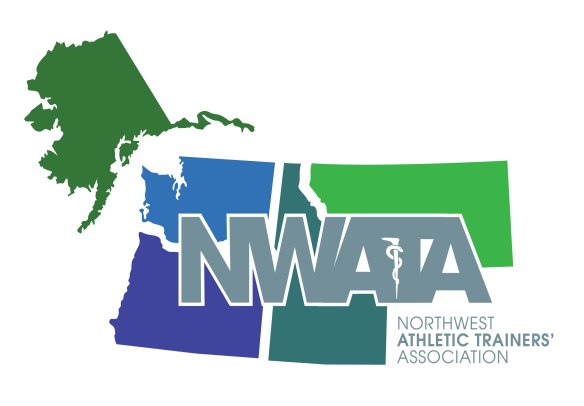 NWATA
NORTHWEST
ATHLETIC TRAINERS’
ASSOCIATION